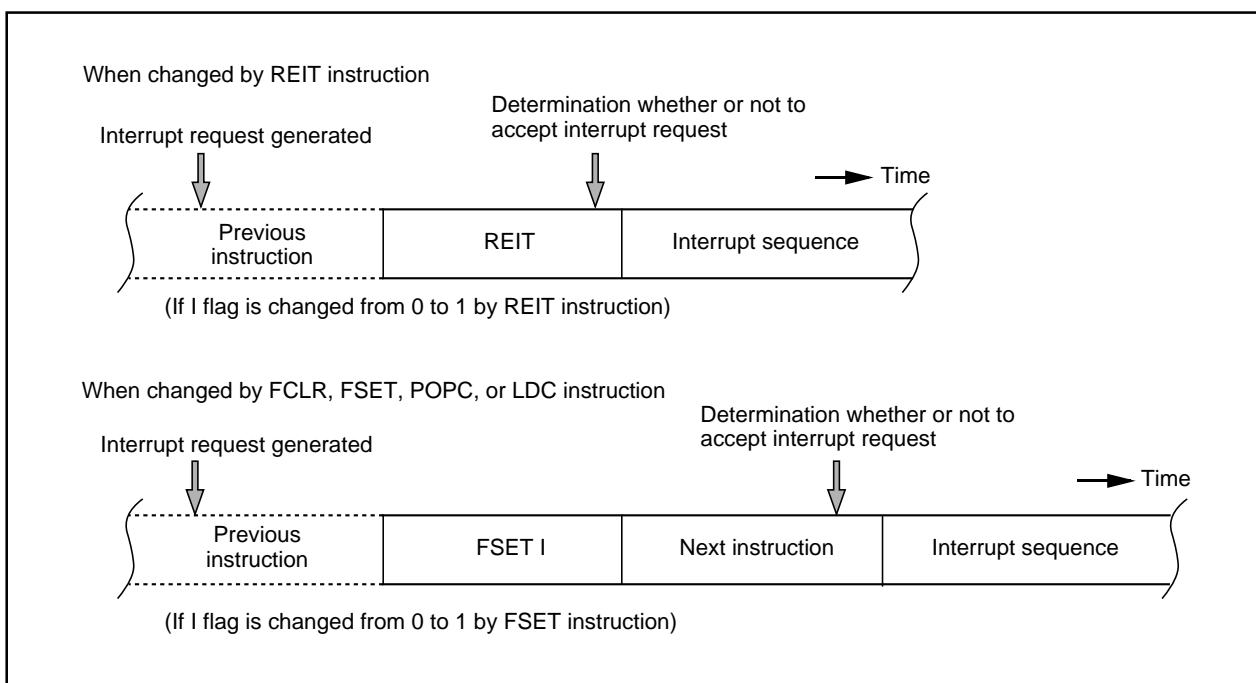 When changed by REIT instruction
Determination whether or not to
accept interrupt request
Interrupt request generated
Time
Previous
instruction
REIT
Interrupt sequence
(If I flag is changed from 0 to 1 by REIT instruction)
When changed by FCLR, FSET, POPC, or LDC instruction
Determination whether or not to
accept interrupt request
Interrupt request generated
Time
Previous
instruction
FSET I
Next instruction
Interrupt sequence
(If I flag is changed from 0 to 1 by FSET instruction)